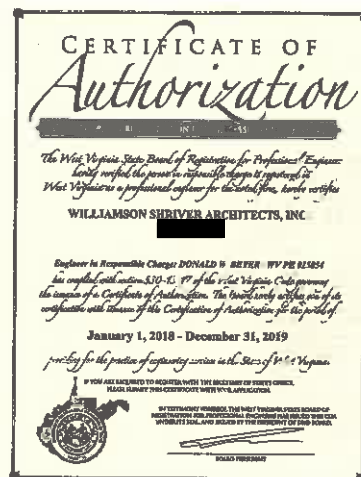 CERTIFICATE OF
Authorization
The West Virginia State Board of Registration for Professional Engineers
having verified the person in responsible charge is registered in
West Virginia as a professional engineer for the noted firm, hereby certifies
WILLIAMSON SHRIVER ARCHITECTS, INC
Engineer in Responsible Charge: DONALD W BEYER - WV PE
has complied with section of the West Virginia Code governing
the issuance of a Certificate of Authorization. The Board hereby notifies you of its
certification with issuance of this Certification of Authorization for the period of:
January 1, 2018 - December 31, 2019
providing for the practice of engineering services in the State of West Virginia.
IF YOU ARE REQUIRED TO REGISTER WITH THE SECRETARY OF STATE'S OFFICE,
PLEASE SUBMIT THIS CERTIFICATE WITH YOUR APPLICATION.
IN TESTIMONY WHEREOF, THE WEST VIRGINIA STATE BOARD OF
REGISTRATION FOR PROFESSIONAL ENGINEERS HAS ISSUED THIS COA
UNDER ITS SEAL, AND SIGNED BY THE PRESIDENT OF SAID BOARD.
BOARD PRESIDENT